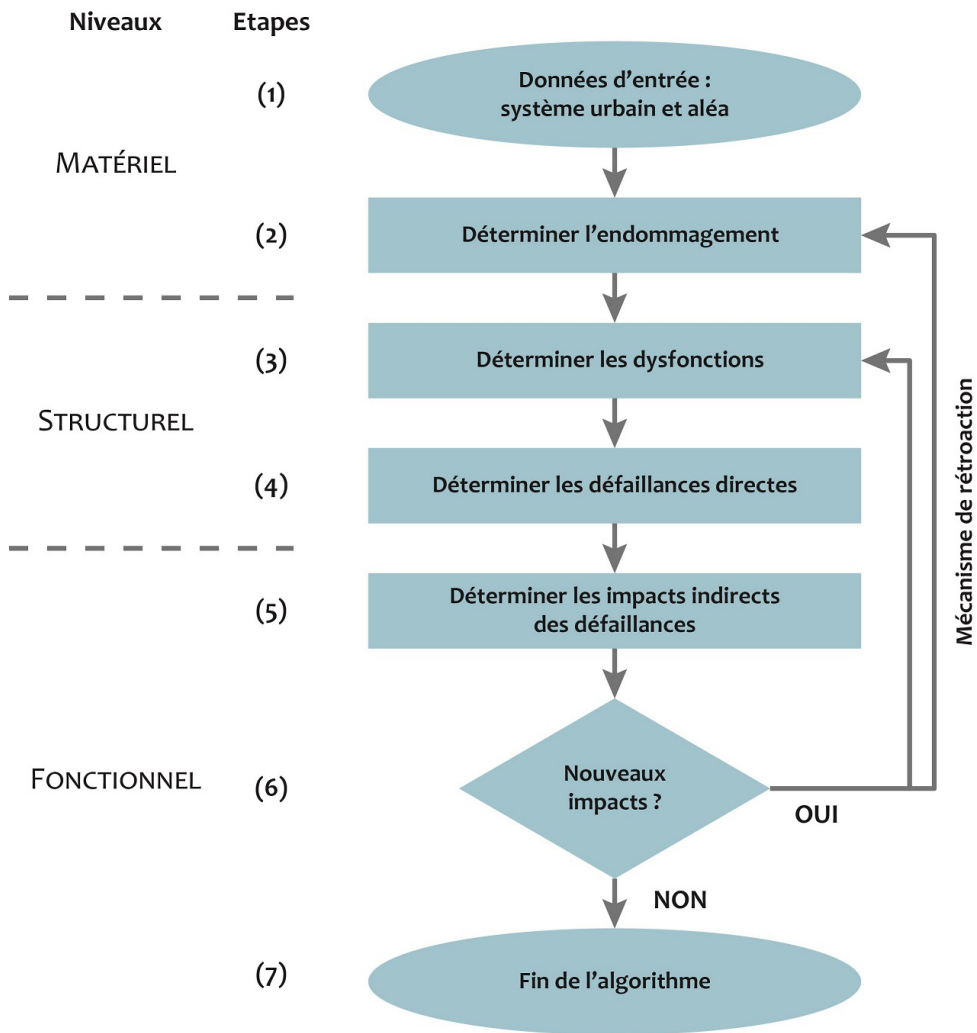 Niveaux Etapes
(1)
Données d’entrée :
système urbain et aléa
MATÉRIEL
(2)
Déterminer l’endommagement
(3)
Déterminer les dysfonctions
STRUCTUREL
(4)
Déterminer les défaillances directes
(5)
Déterminer les impacts indirects
des défaillances
Mécanisme de rétroaction
FONCTIONNEL
(6)
Nouveaux
impacts ?
OUI
NON
(7)
Fin de l’algorithme